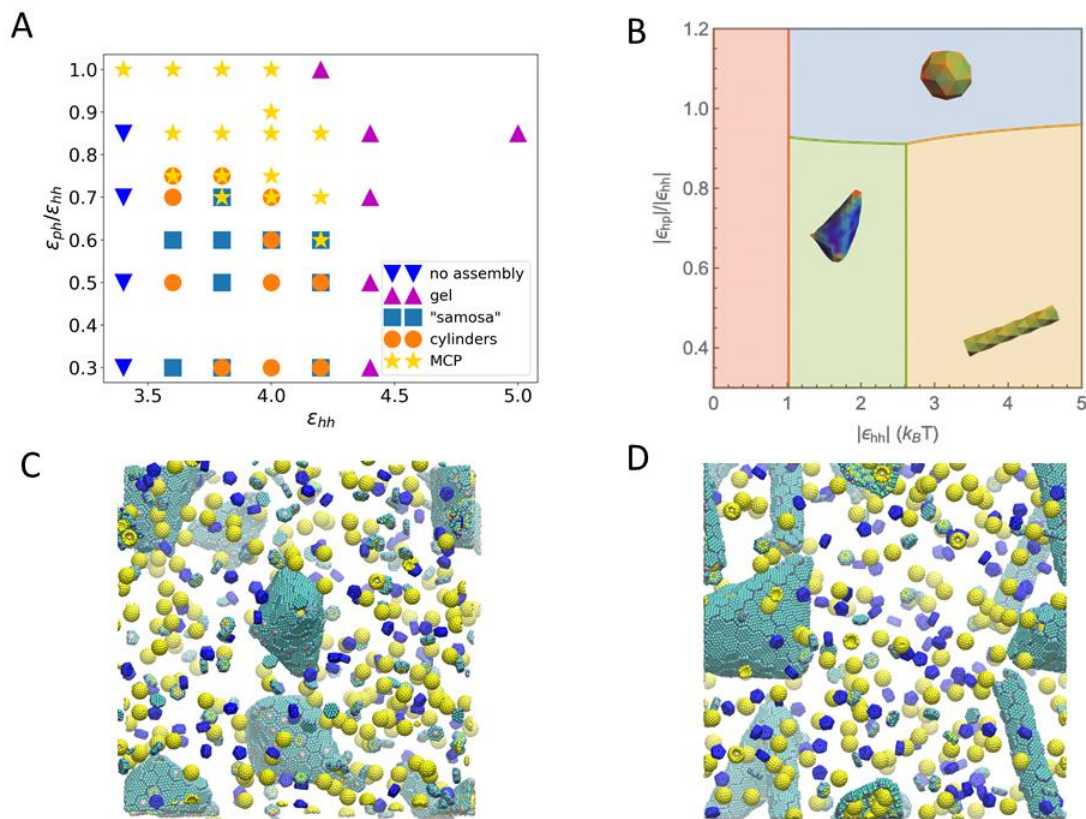 A
1.0
0.9
0.8
0.7
0.6
0.5
0.4
0.3
ε_ph/ε_hh
no assembly
gel
"samosa"
cylinders
MCP
3.5 4.0 4.5 5.0
ε_hh
B
1.2
1.0
0.8
0.6
0.4
|ϵ_hp|/|ϵ_hh|
0 1 2 3 4 5
|ϵ_hh| (k_BT)
C
D